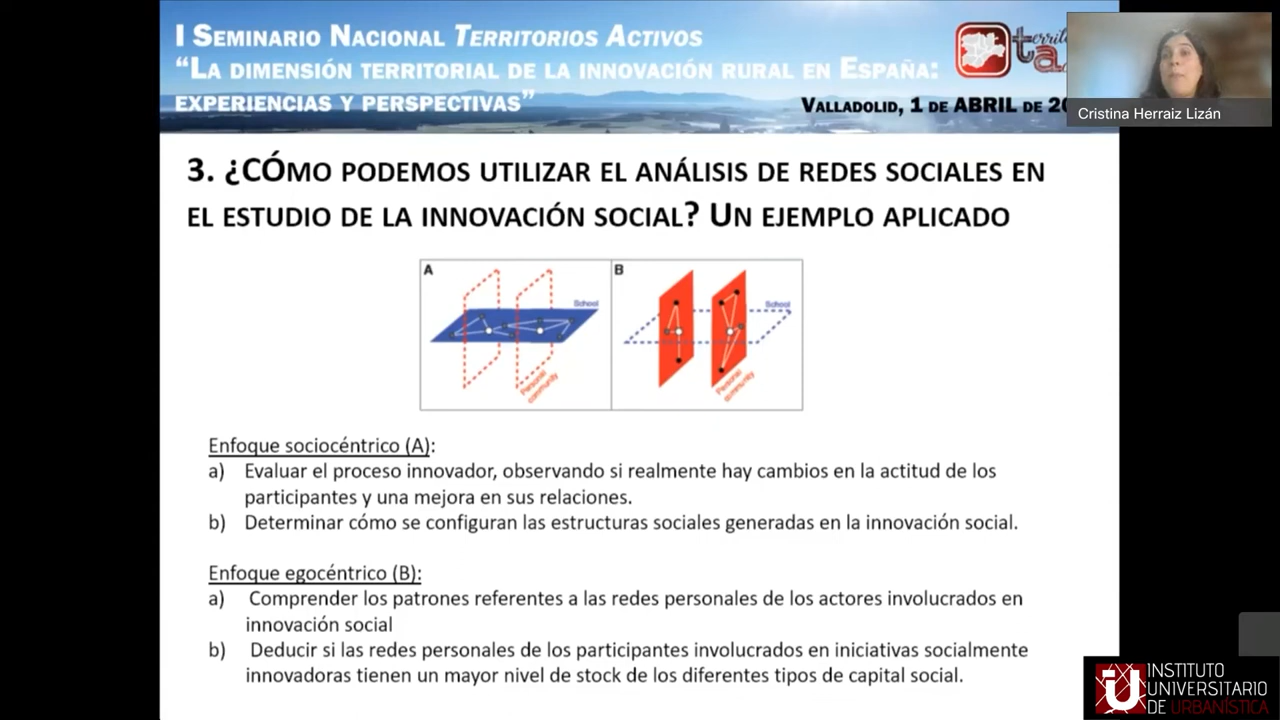 I SEMINARIO NACIONAL TERRITORIOS ACTIVOS
“LA DIMENSIÓN TERRITORIAL DE LA INNOVACIÓN RURAL EN ESPAÑA:
EXPERIENCIAS Y PERSPECTIVAS”
VALLADOLID, 1 DE ABRIL DE
Cristina Herraiz Lizán
3. ¿CÓMO PODEMOS UTILIZAR EL ANÁLISIS DE REDES SOCIALES EN
EL ESTUDIO DE LA INNOVACIÓN SOCIAL? UN EJEMPLO APLICADO
A
School
Personal
community
B
School
Personal
community
Enfoque sociocéntrico (A):
a) Evaluar el proceso innovador, observando si realmente hay cambios en la actitud de los
participantes y una mejora en sus relaciones.
b) Determinar cómo se configuran las estructuras sociales generadas en la innovación social.
Enfoque egocéntrico (B):
a) Comprender los patrones referentes a las redes personales de los actores involucrados en
innovación social
b) Deducir si las redes personales de los participantes involucrados en iniciativas socialmente
innovadoras tienen un mayor nivel de stock de los diferentes tipos de capital social.
INSTITUTO
UNIVERSITARIO
DE URBANÍSTICA